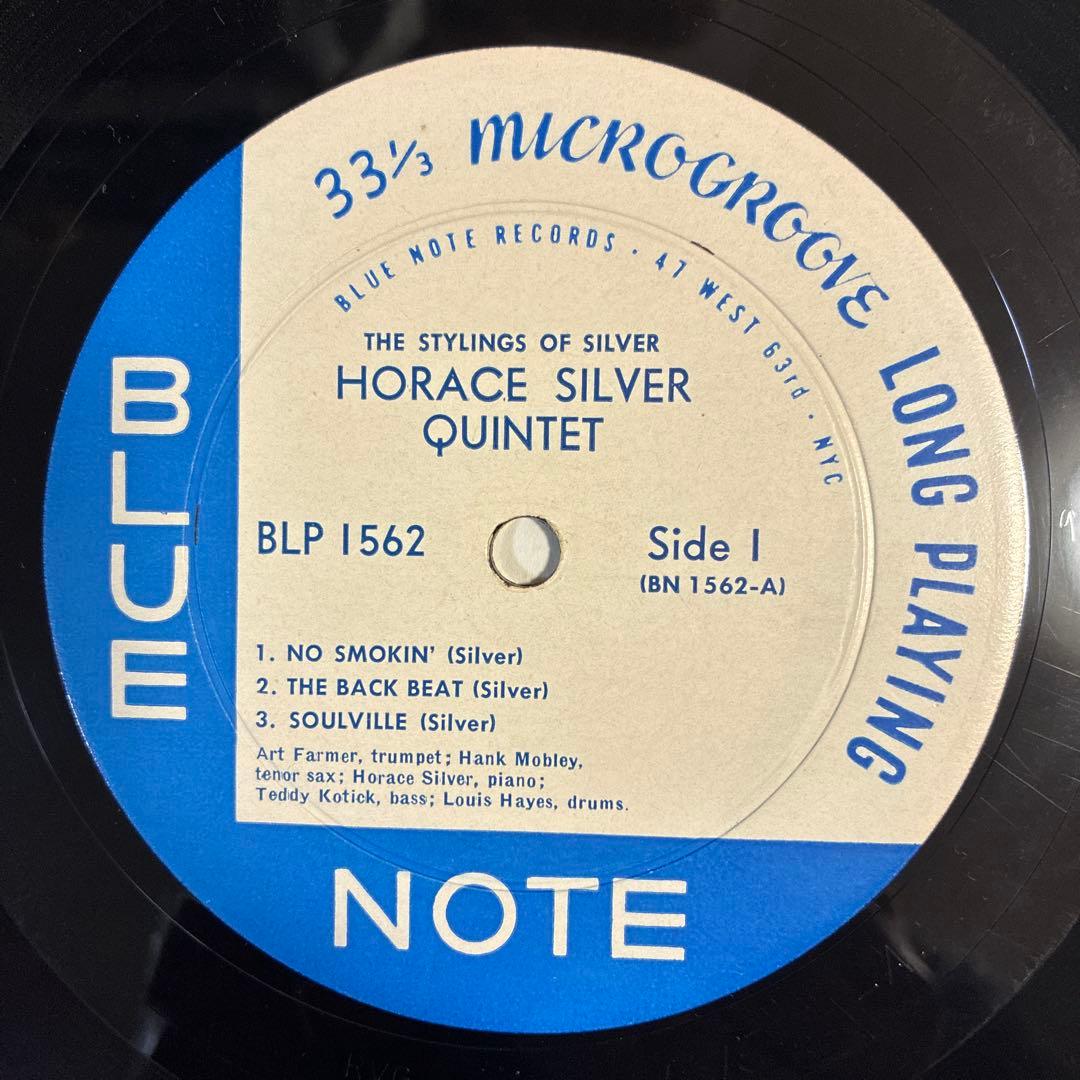 33⅓ MICROGROOVE LONG PLAYING
BLUE NOTE RECORDS · 47 WEST 63rd · NYC
THE STYLINGS OF SILVER
HORACE SILVER
QUINTET
BLP 1562
Side 1
(BN 1562-A)
1. NO SMOKIN' (Silver)
2. THE BACK BEAT (Silver)
3. SOULVILLE (Silver)
Art Farmer, trumpet; Hank Mobley,
tenor sax; Horace Silver, piano;
Teddy Kotick, bass; Louis Hayes, drums.
BLUE
NOTE
RVG